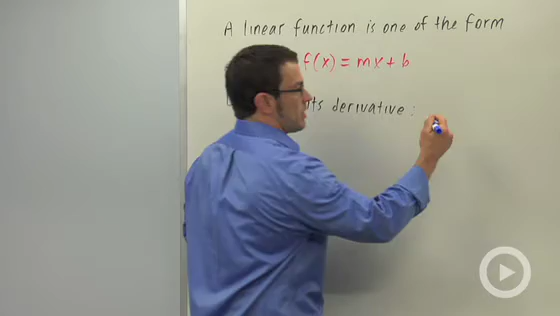 A linear function is one of the form
f(x) = mx + b
its derivative :